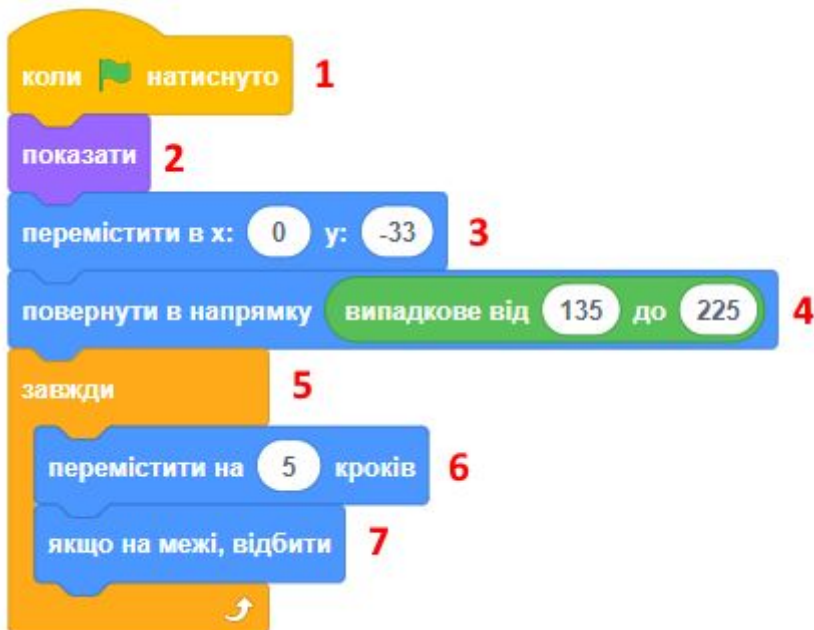 коли натиснуто 1
показати 2
перемістити в x: 0 y: -33 3
повернути в напрямку випадкове від 135 до 225 4
завжди 5
перемістити на 5 кроків 6
якщо на межі, відбити 7